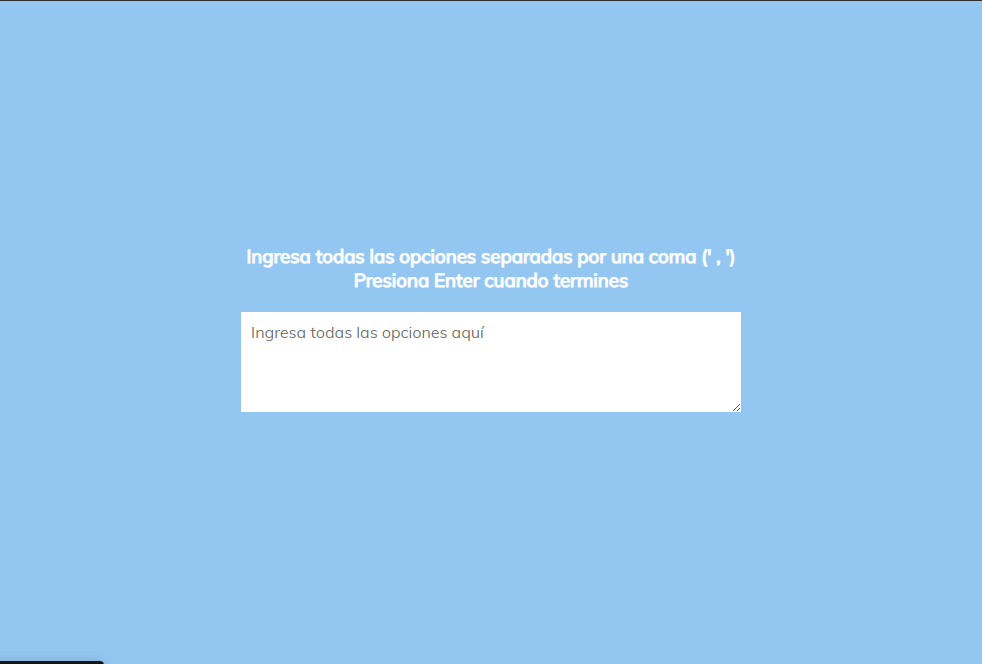 Ingresa todas las opciones separadas por una coma (' , ')
Presiona Enter cuando termines
Ingresa todas las opciones aquí